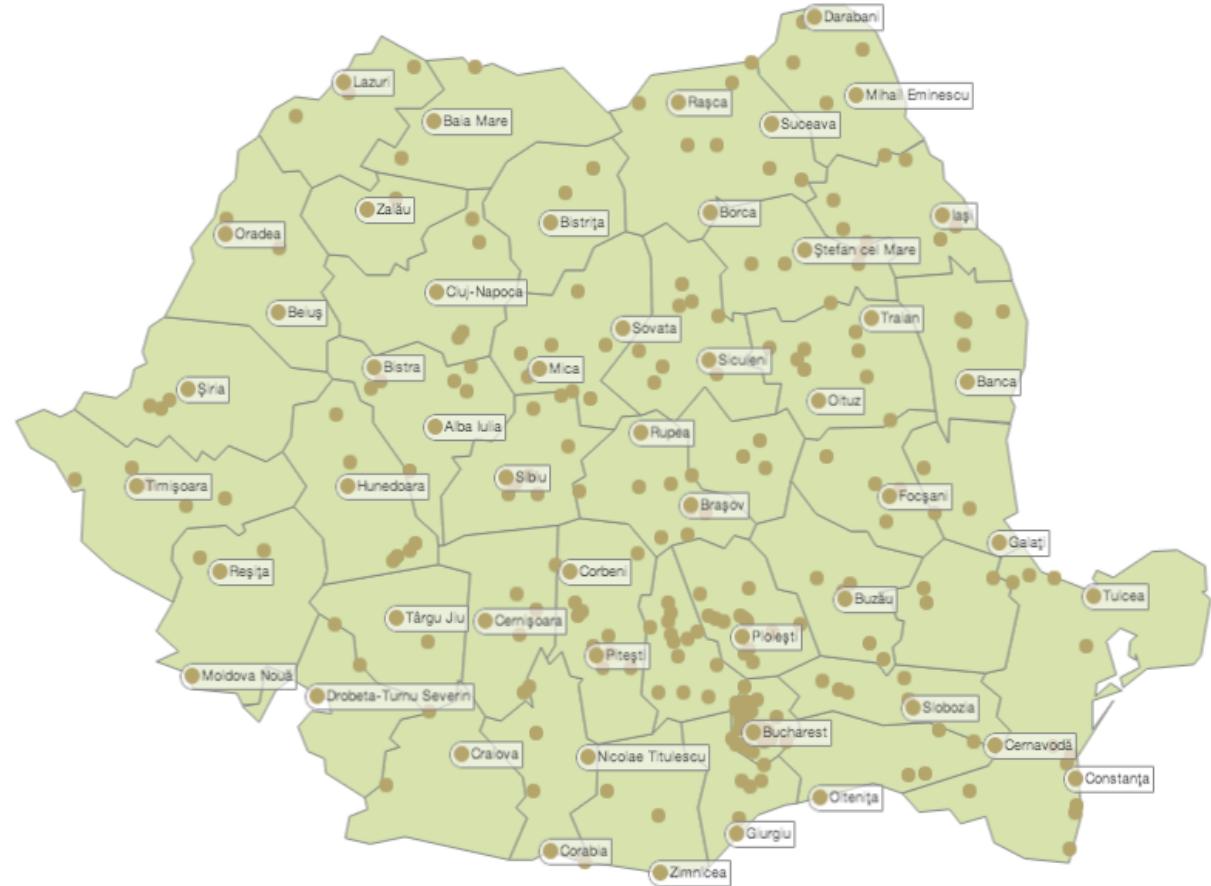 Darabani
Lazuri
Mihail Eminescu
Rașca
Baia Mare
Suceava
Zalău
Borca
Iași
Bistrița
Oradea
Ștefan cel Mare
Cluj-Napoca
Beiuș
Traian
Sovata
Siculeni
Bistra
Mica
Banca
Șiria
Oituz
Alba Iulia
Rupea
Sibiu
Timișoara
Hunedoara
Focșani
Brașov
Galați
Reșița
Corbeni
Tulcea
Buzău
Târgu Jiu
Cernișoara
Ploiești
Pitești
Moldova Nouă
Drobeta-Turnu Severin
Slobozia
Bucharest
Cernavodă
Craiova
Nicolae Titulescu
Constanța
Oltenița
Giurgiu
Corabia
Zimnicea